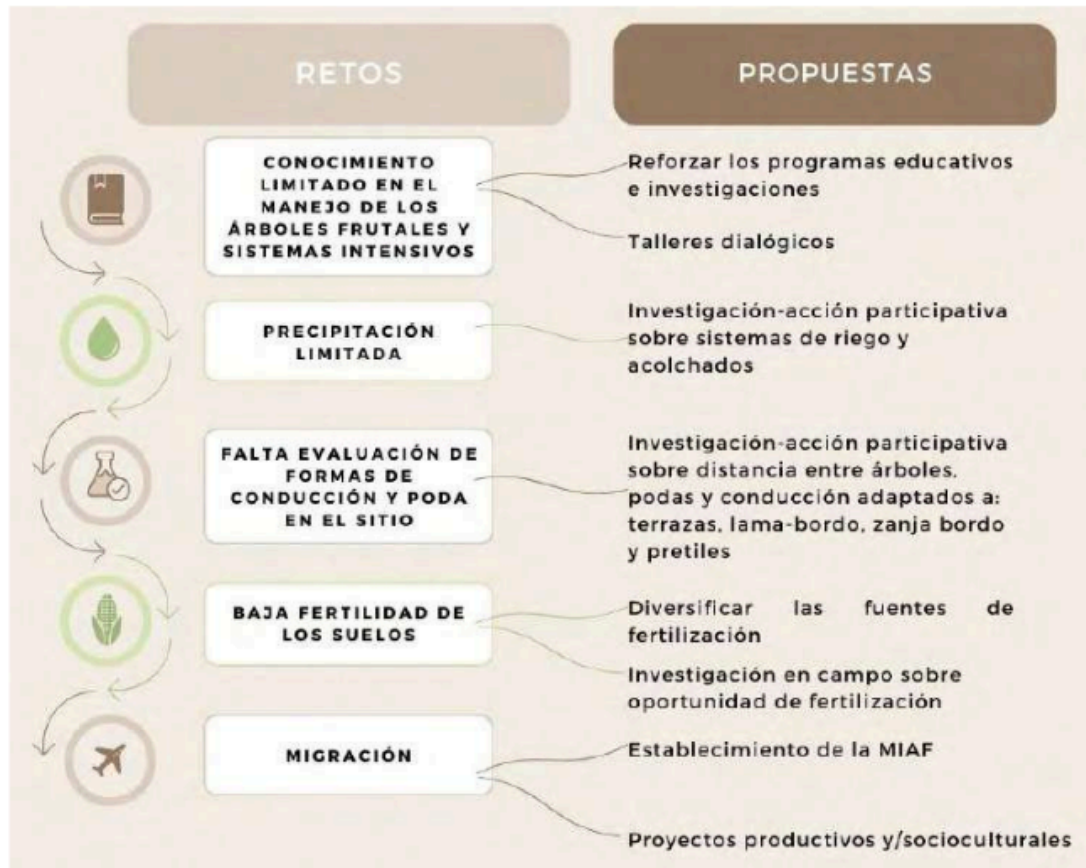 RETOS
PROPUESTAS
CONOCIMIENTO
LIMITADO EN EL
MANEJO DE LOS
ÁRBOLES FRUTALES Y
SISTEMAS INTENSIVOS
Reforzar los programas educativos
e investigaciones
Talleres dialógicos
PRECIPITACIÓN
LIMITADA
Investigación-acción participativa
sobre sistemas de riego y
acolchados
FALTA EVALUACIÓN DE
FORMAS DE
CONDUCCIÓN Y PODA
EN EL SITIO
Investigación-acción participativa
sobre distancia entre árboles,
podas y conducción adaptados a:
terrazas, lama-bordo, zanja bordo
y pretiles
BAJA FERTILIDAD DE
LOS SUELOS
Diversificar las fuentes de
fertilización
Investigación en campo sobre
oportunidad de fertilización
MIGRACIÓN
Establecimiento de la MIAF
Proyectos productivos y/socioculturales